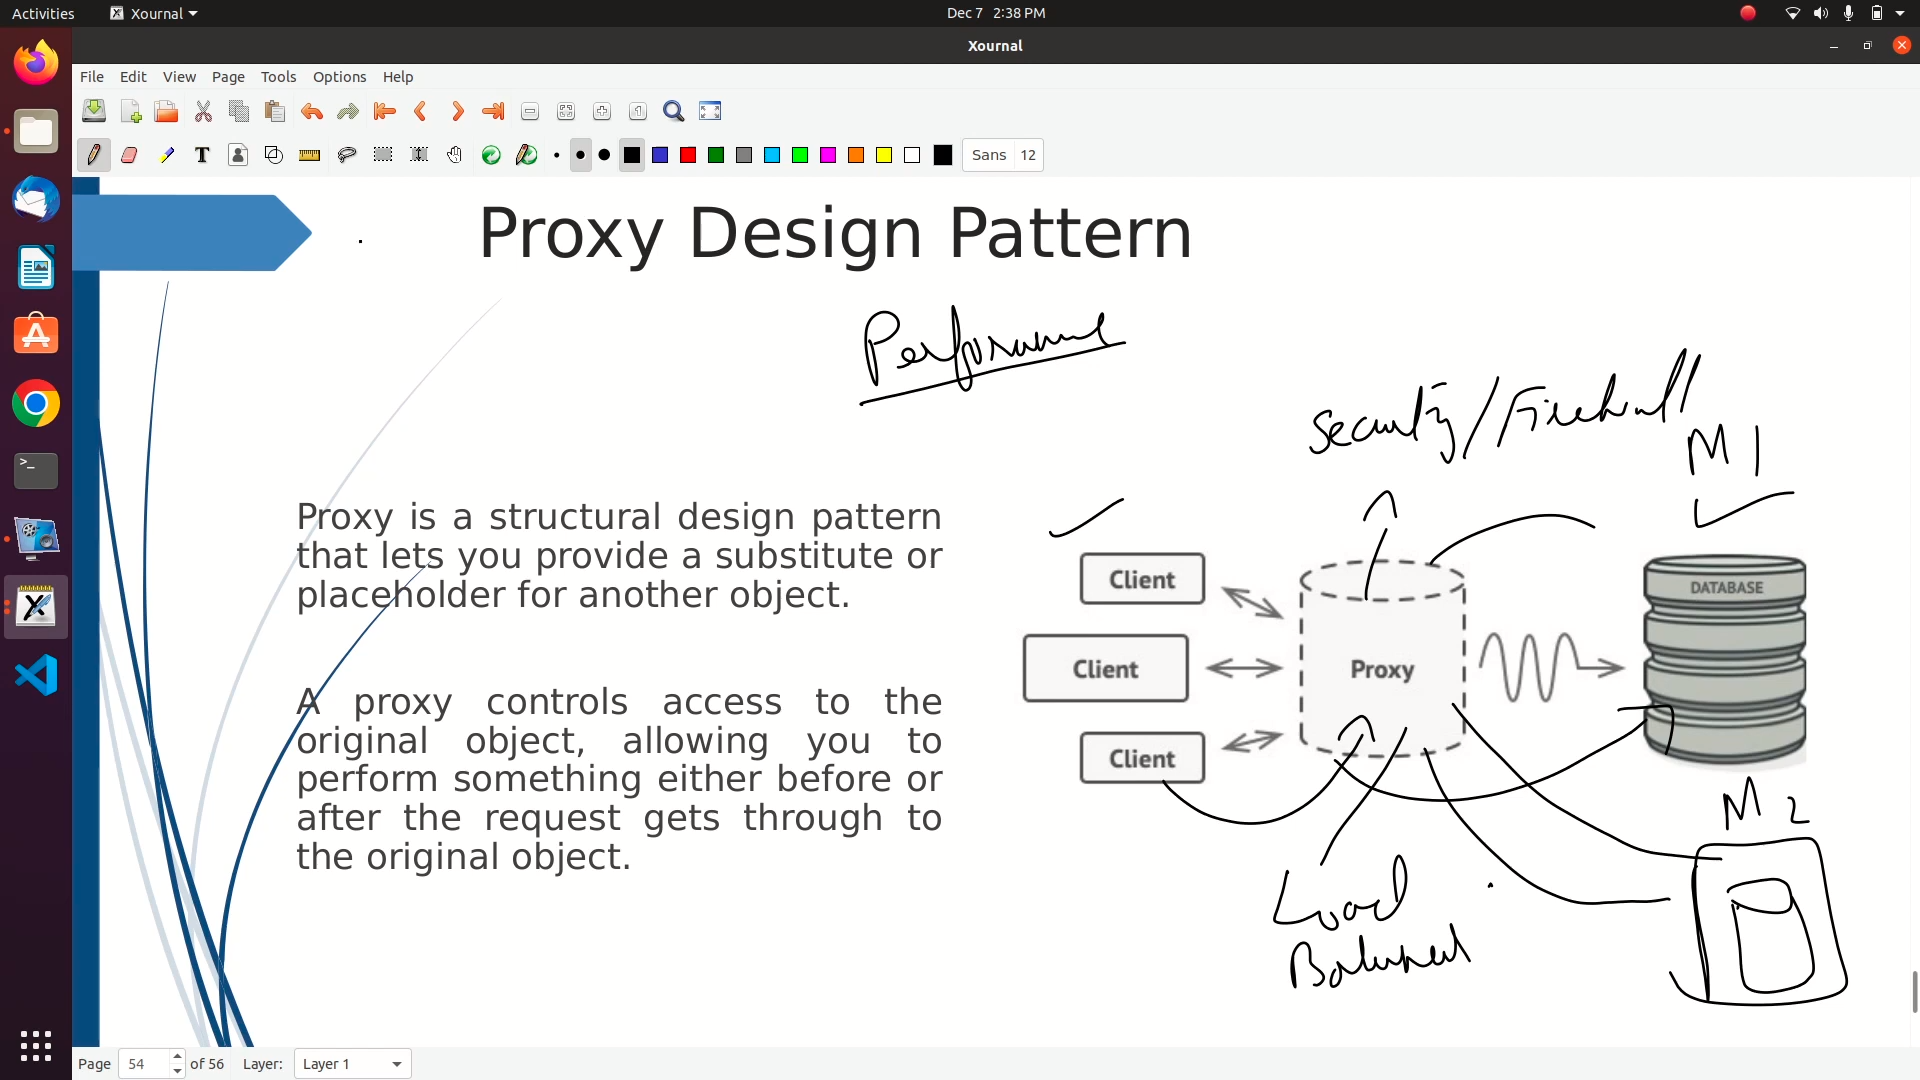 Activities Xournal Dec 7 2:38 PM
Xournal
File Edit View Page Tools Options Help
Sans 12
Proxy Design Pattern
Performance
Security/Firewall
M1
Proxy is a structural design pattern
that lets you provide a substitute or
placeholder for another object.
A proxy controls access to the
original object, allowing you to
perform something either before or
after the request gets through to
the original object.
Client
Client
Client
Proxy
DATABASE
M2
Load
Page 54 of 56 Layer: Layer 1